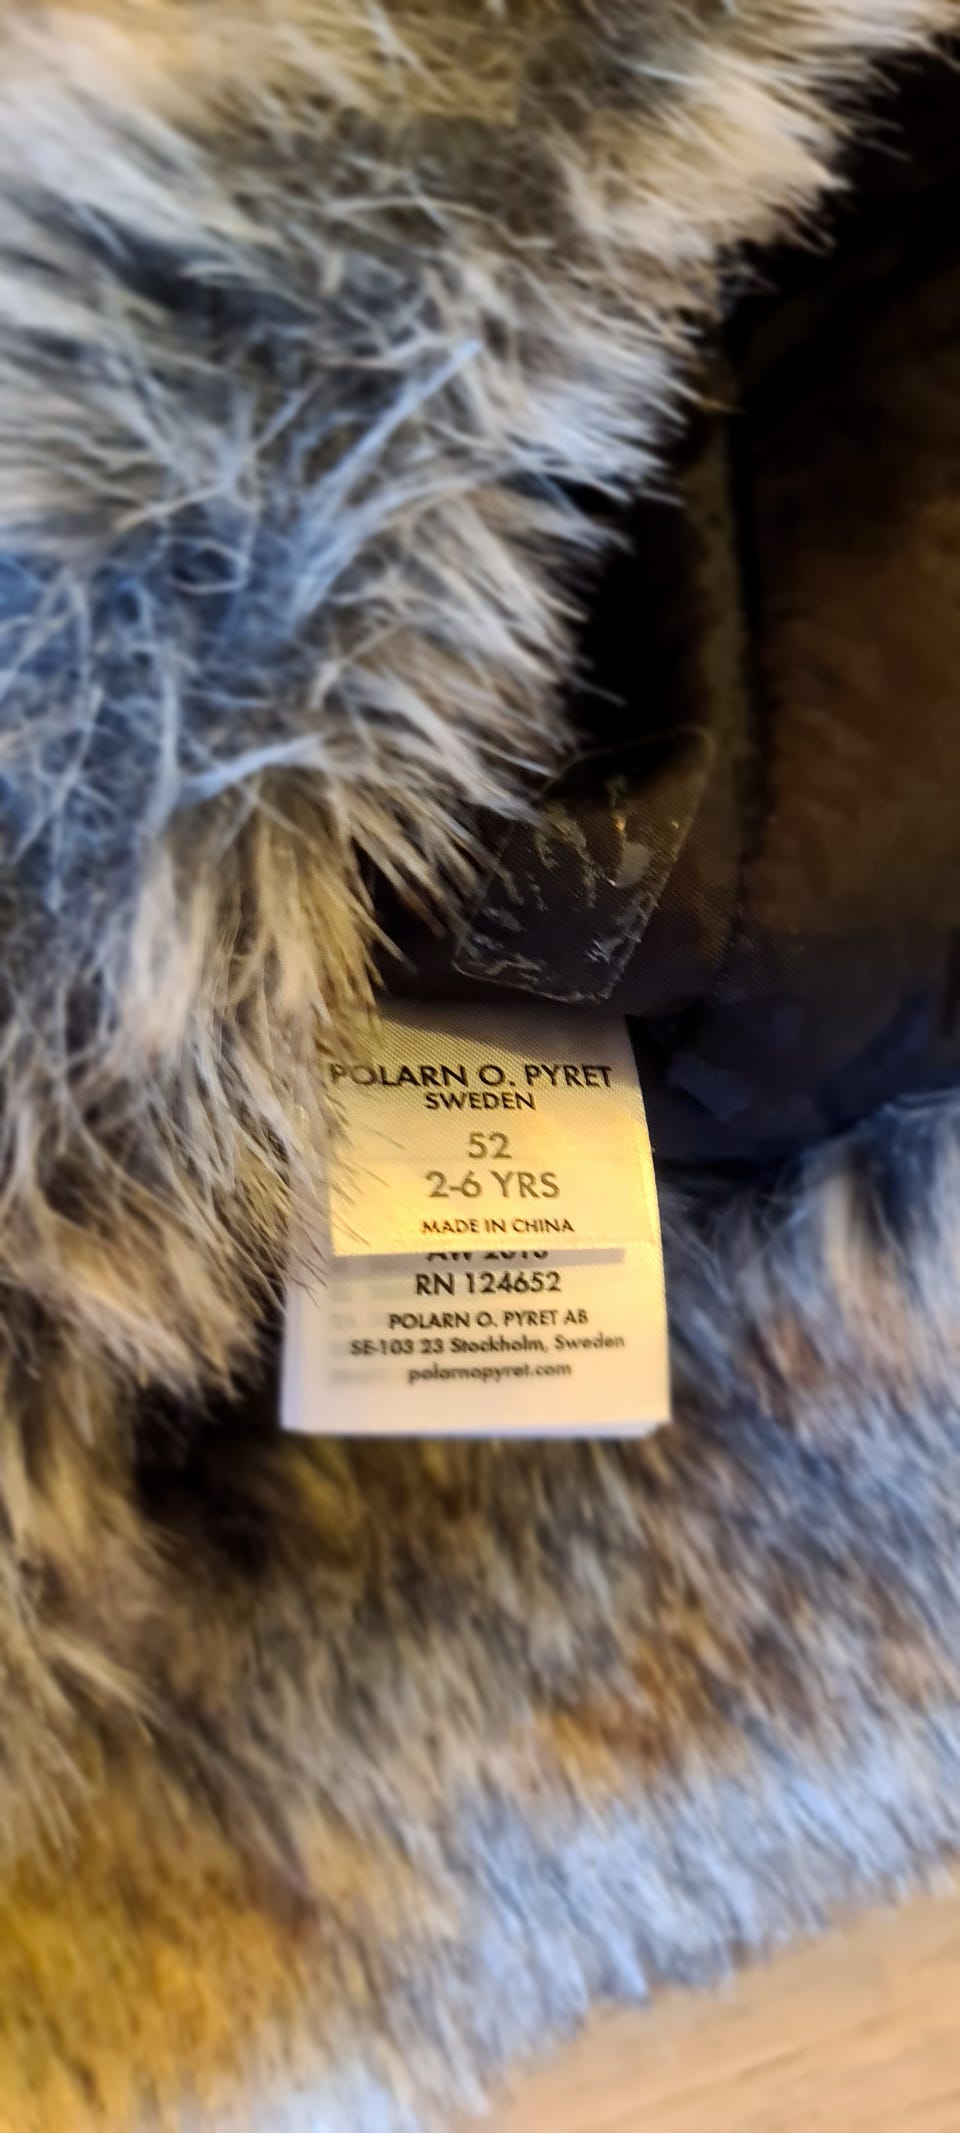 POLARN O. PYRET
SWEDEN
52
2-6 YRS
MADE IN CHINA
RN 124652
POLARN O. PYRET AB
SE-103 23 Stockholm, Sweden
polarnopyret.com